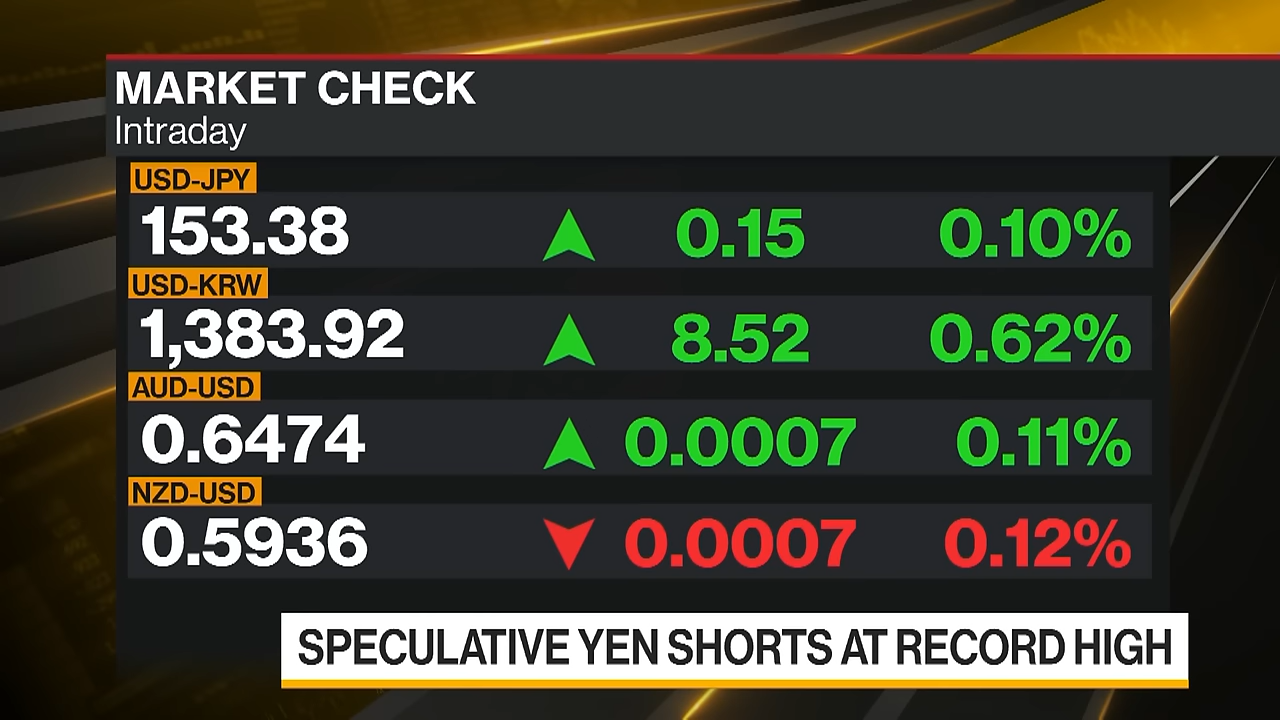 MARKET CHECK
Intraday
USD-JPY
153.38 ▲ 0.15 0.10%
USD-KRW
1,383.92 ▲ 8.52 0.62%
AUD-USD
0.6474 ▲ 0.0007 0.11%
NZD-USD
0.5936 ▼ 0.0007 0.12%
SPECULATIVE YEN SHORTS AT RECORD HIGH